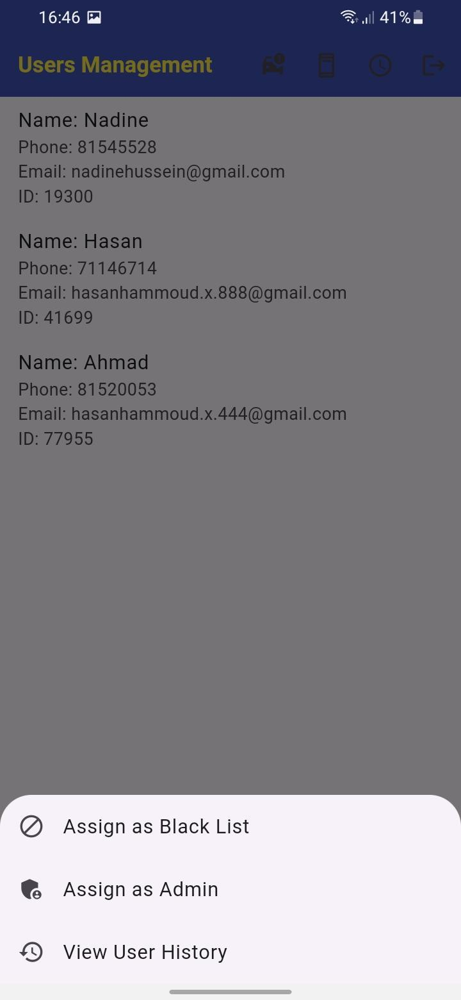 16:46
41%
Users Management
Name: Nadine
Phone: 81545528
Email: nadinehussein@gmail.com
ID: 19300
Name: Hasan
Phone: 71146714
Email: hasanhammoud.x.888@gmail.com
ID: 41699
Name: Ahmad
Phone: 81520053
Email: hasanhammoud.x.444@gmail.com
ID: 77955
Assign as Black List
Assign as Admin
View User History